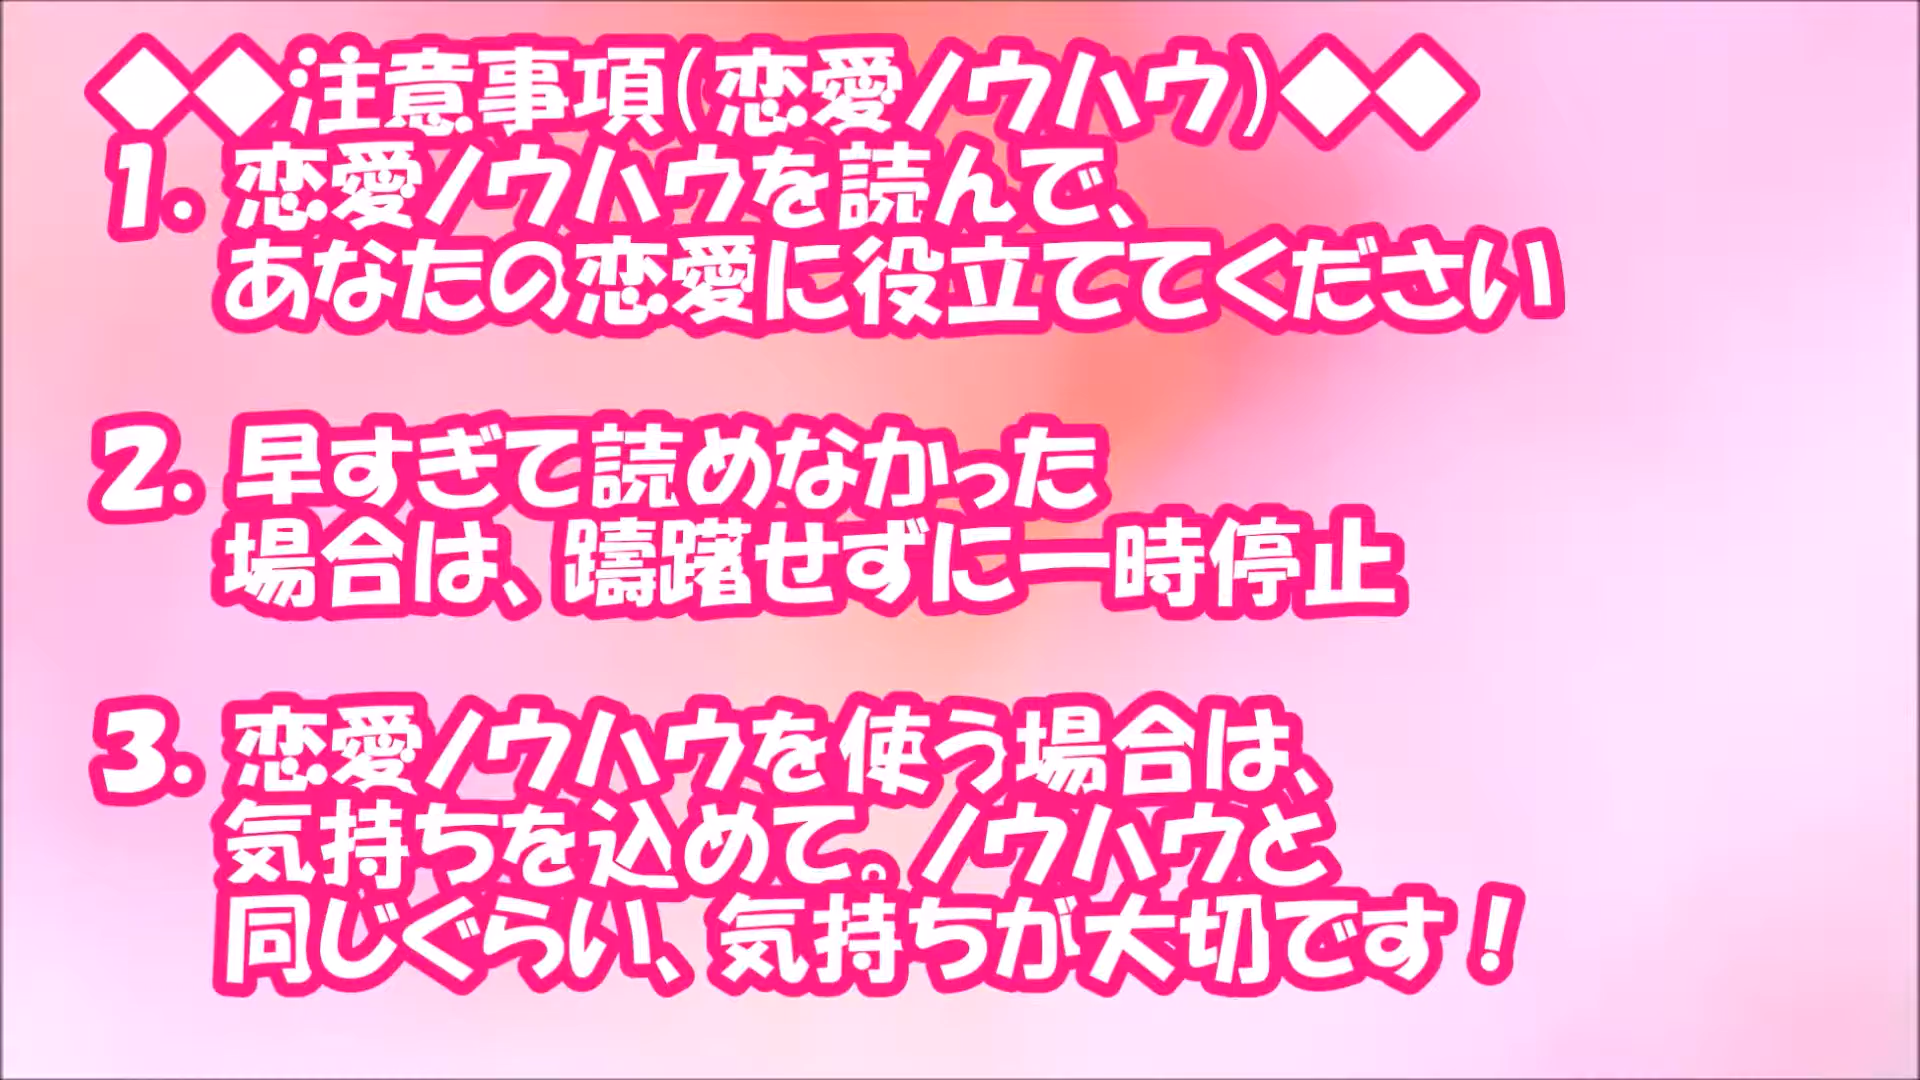 ◆◆注意事項(恋愛ノウハウ)◆◆
1. 恋愛ノウハウを読んで、
あなたの恋愛に役立ててください
2. 早すぎて読めなかった
場合は、躊躇せずに一時停止
3. 恋愛ノウハウを使う場合は、
気持ちを込めて。ノウハウと
同じぐらい、気持ちが大切です！